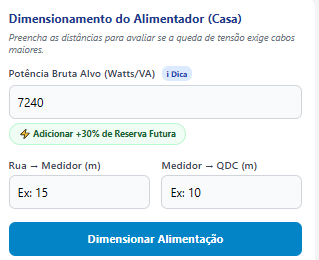 Dimensionamento do Alimentador (Casa)
Preencha as distâncias para avaliar se a queda de tensão exige cabos
maiores.
Potência Bruta Alvo (Watts/VA) i Dica
7240
⚡ Adicionar +30% de Reserva Futura
Rua → Medidor (m) Medidor → QDC (m)
Ex: 15 Ex: 10
Dimensionar Alimentação